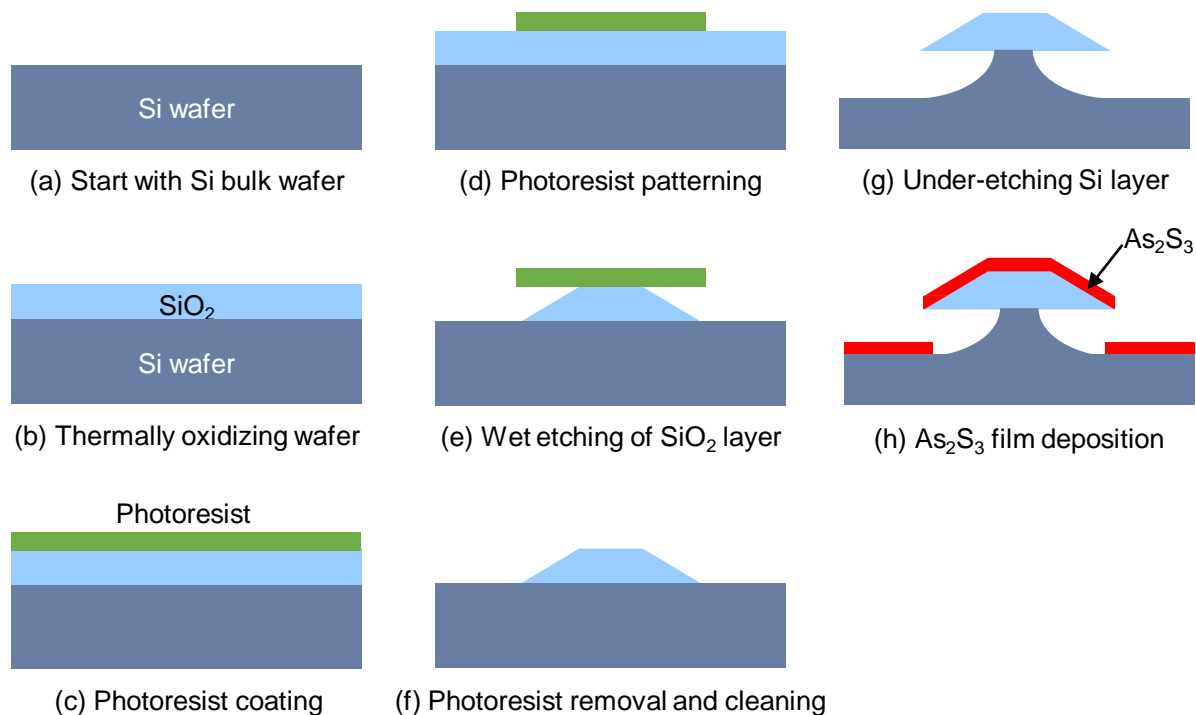 Si wafer
(a) Start with Si bulk wafer
SiO₂
Si wafer
(b) Thermally oxidizing wafer
Photoresist
(c) Photoresist coating
(d) Photoresist patterning
(e) Wet etching of SiO₂ layer
(f) Photoresist removal and cleaning
(g) Under-etching Si layer
As₂S₃
(h) As₂S₃ film deposition